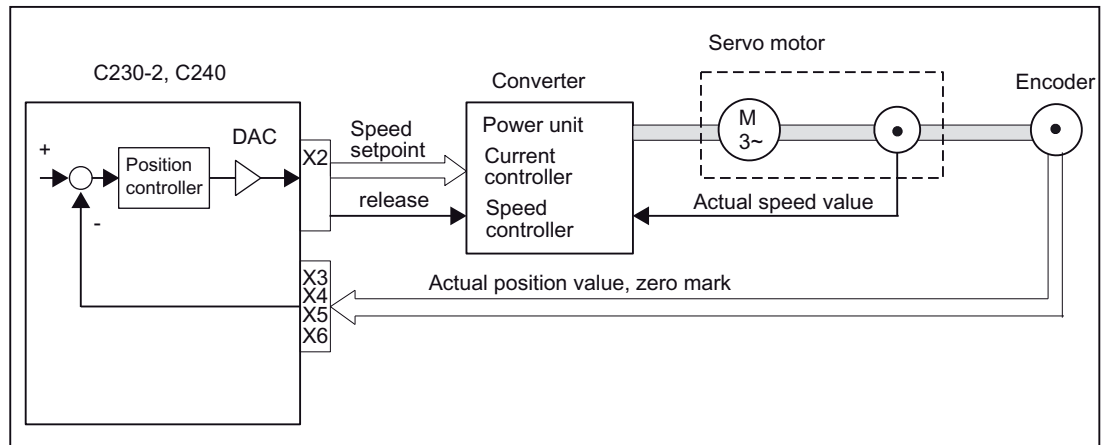 Servo motor
C230-2, C240
Converter
Encoder
DAC
+
Position
controller
-
X2
Speed
setpoint
release
Power unit
Current
controller
Speed
controller
M
3~
Actual speed value
X3
X4
X5
X6
Actual position value, zero mark